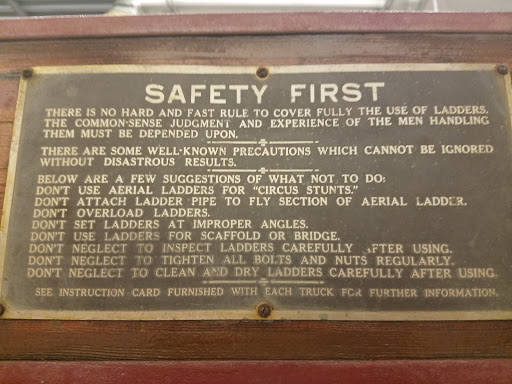 SAFETY FIRST
THERE IS NO HARD AND FAST RULE TO COVER FULLY THE USE OF LADDERS.
THE COMMON-SENSE JUDGMENT AND EXPERIENCE OF THE MEN HANDLING
THEM MUST BE DEPENDED UPON.
THERE ARE SOME WELL-KNOWN PRECAUTIONS WHICH CANNOT BE IGNORED
WITHOUT DISASTROUS RESULTS.
BELOW ARE A FEW SUGGESTIONS OF WHAT NOT TO DO:
DON'T USE AERIAL LADDERS FOR "CIRCUS STUNTS."
DON'T ATTACH LADDER PIPE TO FLY SECTION OF AERIAL LADDER.
DON'T OVERLOAD LADDERS.
DON'T SET LADDERS AT IMPROPER ANGLES.
DON'T USE LADDERS FOR SCAFFOLD OR BRIDGE.
DON'T NEGLECT TO INSPECT LADDERS CAREFULLY AFTER USING.
DON'T NEGLECT TO TIGHTEN ALL BOLTS AND NUTS REGULARLY.
DON'T NEGLECT TO CLEAN AND DRY LADDERS CAREFULLY AFTER USING.
SEE INSTRUCTION CARD FURNISHED WITH EACH TRUCK FOR FURTHER INFORMATION.